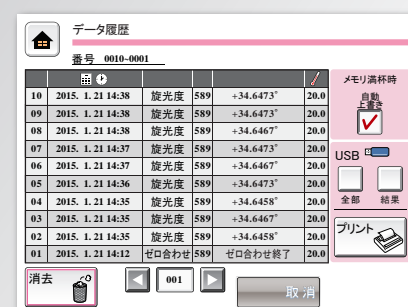 データ履歴
番号 0010-0001
10 2015. 1. 21 14:38 旋光度 589 +34.6473° 20.0
09 2015. 1. 21 14:38 旋光度 589 +34.6473° 20.0
08 2015. 1. 21 14:38 旋光度 589 +34.6467° 20.0
07 2015. 1. 21 14:37 旋光度 589 +34.6473° 20.0
06 2015. 1. 21 14:37 旋光度 589 +34.6467° 20.0
05 2015. 1. 21 14:36 旋光度 589 +34.6473° 20.0
04 2015. 1. 21 14:35 旋光度 589 +34.6458° 20.0
03 2015. 1. 21 14:35 旋光度 589 +34.6467° 20.0
02 2015. 1. 21 14:35 旋光度 589 +34.6458° 20.0
01 2015. 1. 21 14:12 ゼロ合わせ 589 ゼロ合わせ終了 20.0
メモリ満杯時
自動
上書き
USB
全部 結果
プリント
消去
001
取消